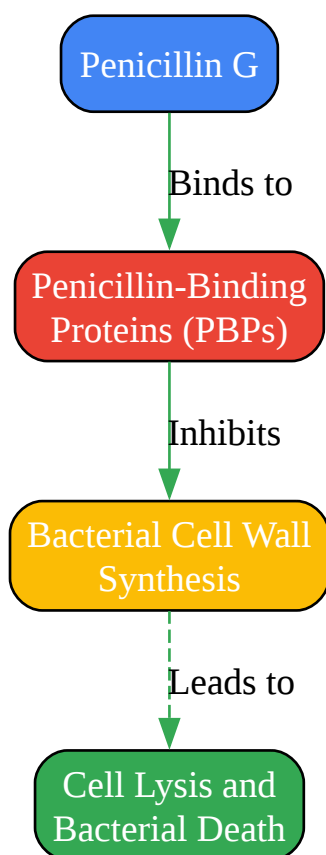 Penicillin G
Binds to
Penicillin-Binding
Proteins (PBPs)
Inhibits
Bacterial Cell Wall
Synthesis
Leads to
Cell Lysis and
Bacterial Death